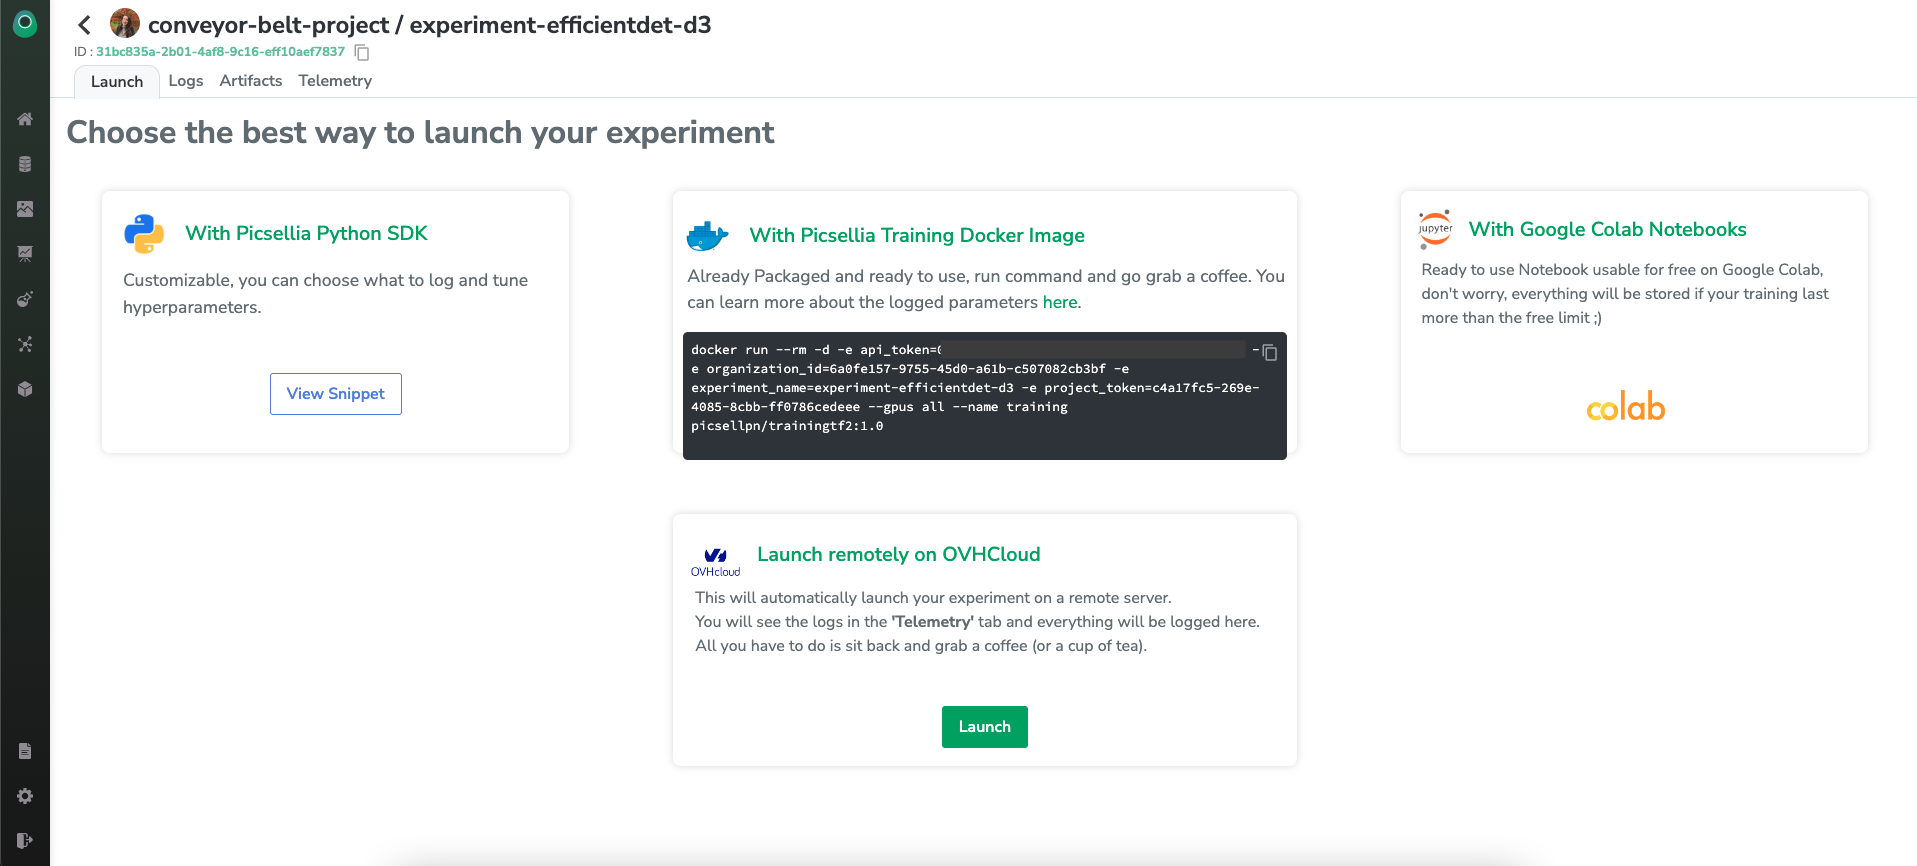 conveyor-belt-project / experiment-efficientdet-d3
ID : 31bc835a-2b01-4af8-9c16-eff10aef7837
Launch Logs Artifacts Telemetry
Choose the best way to launch your experiment
With Picsellia Python SDK
Customizable, you can choose what to log and tune
hyperparameters.
View Snippet
With Picsellia Training Docker Image
Already Packaged and ready to use, run command and go grab a coffee. You
can learn more about the logged parameters here.
docker run --rm -d -e api_token= -
e organization_id=6a0fe157-9755-45d0-a61b-c507082cb3bf -e
experiment_name=experiment-efficientdet-d3 -e project_token=c4a17fc5-269e-
4085-8cbb-ff0786cedeee --gpus all --name training
picsellpn/trainingtf2:1.0
jupyter
With Google Colab Notebooks
Ready to use Notebook usable for free on Google Colab,
don't worry, everything will be stored if your training last
more than the free limit ;)
colab
OVHcloud
Launch remotely on OVHCloud
This will automatically launch your experiment on a remote server.
You will see the logs in the 'Telemetry' tab and everything will be logged here.
All you have to do is sit back and grab a coffee (or a cup of tea).
Launch